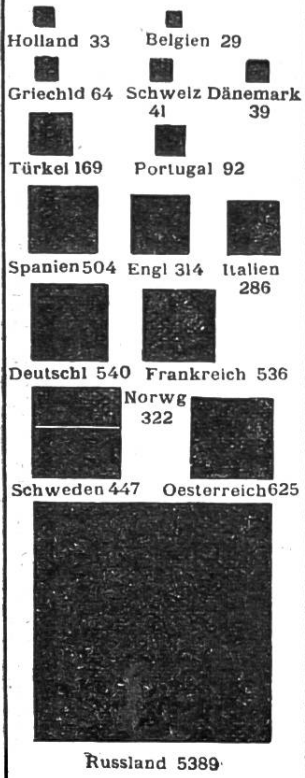 Holland 33 Belgien 29
Griechld 64 Schweiz Dänemark
41 39
Türkei 169 Portugal 92
Spanien 504 Engl 314 Italien
286
Deutschl 540 Frankreich 536
Norwg
322
Schweden 447 Oesterreich 625
Russland 5389